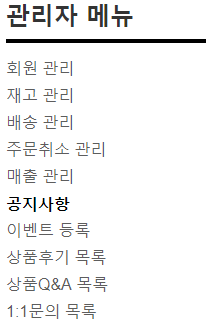 관리자 메뉴
회원 관리
재고 관리
배송 관리
주문취소 관리
매출 관리
공지사항
이벤트 등록
상품후기 목록
상품Q&A 목록
1:1문의 목록